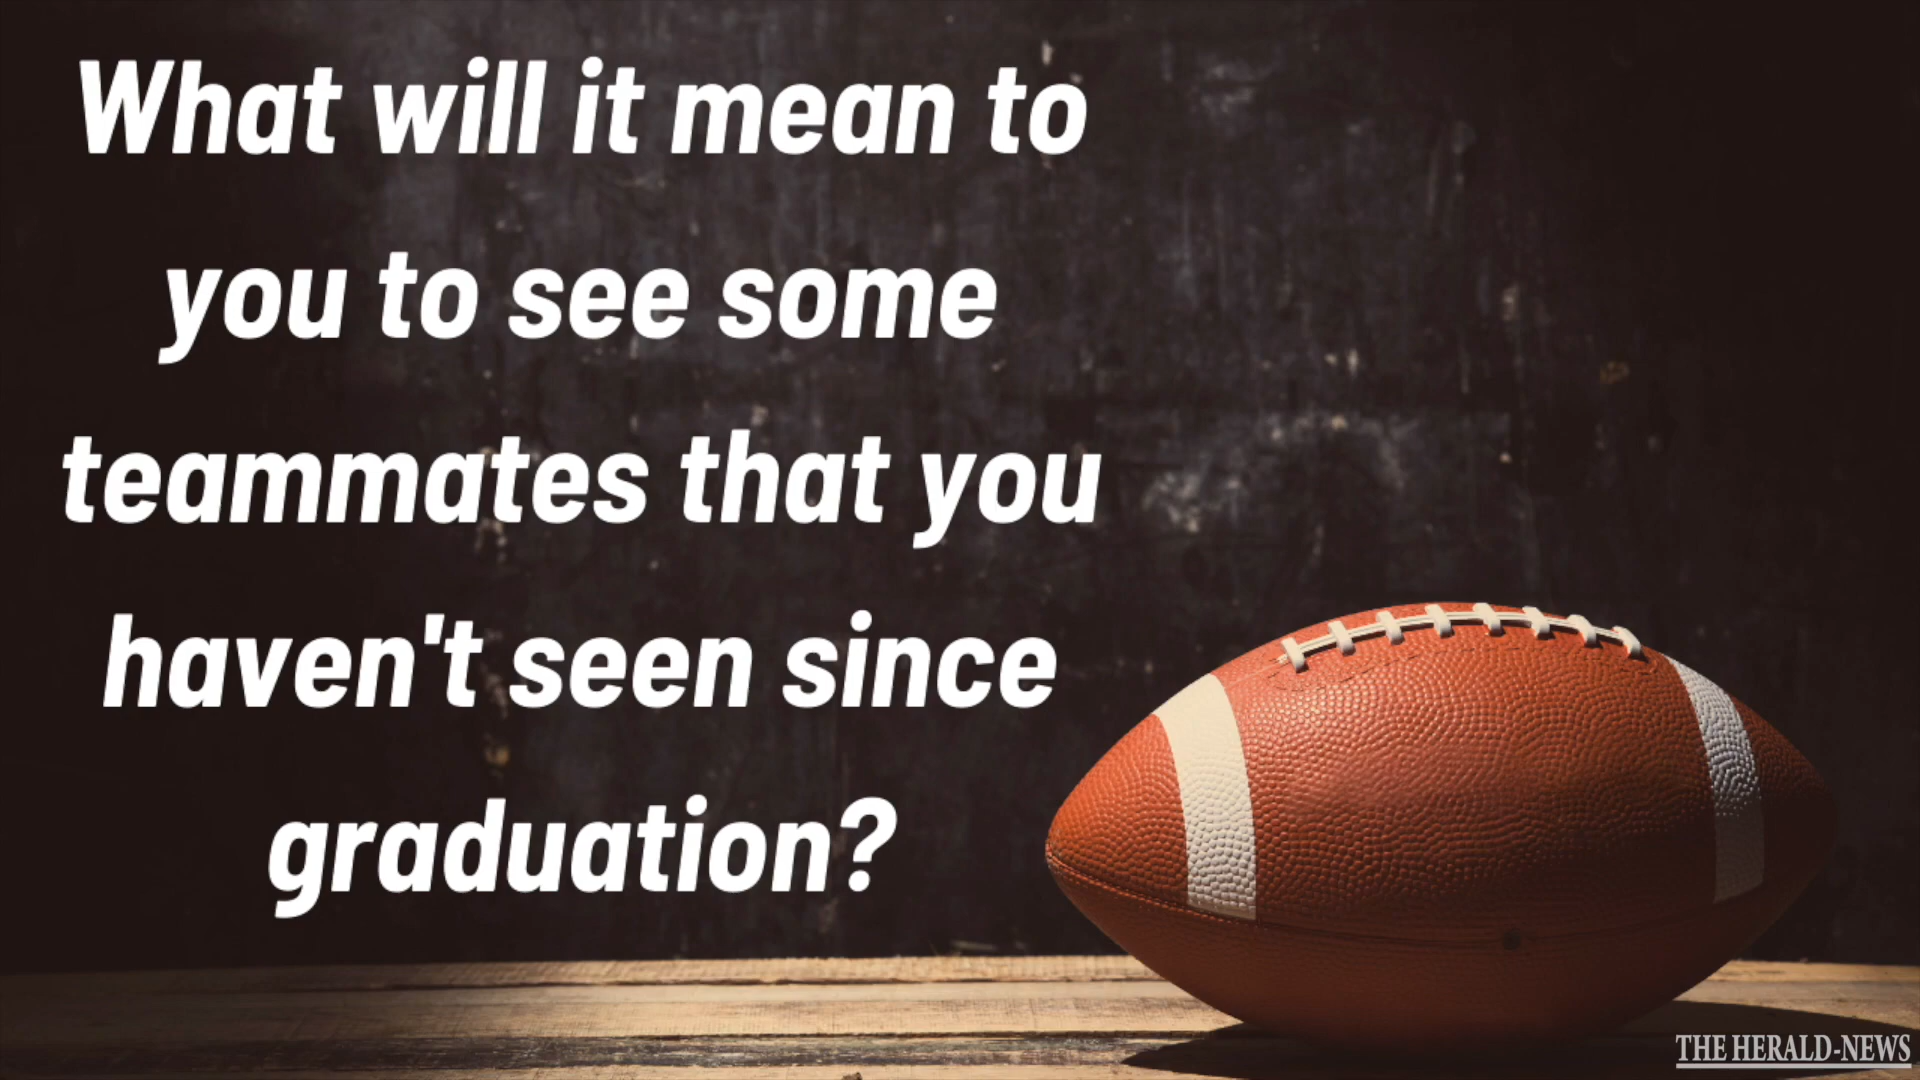 What will it mean to
you to see some
teammates that you
haven't seen since
graduation?
THE HERALD-NEWS